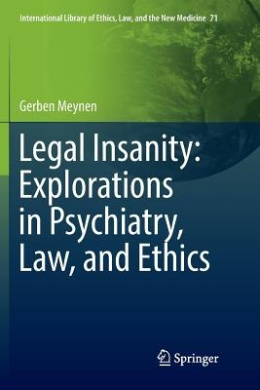 International Library of Ethics, Law, and the New Medicine 71
Gerben Meynen
Legal Insanity:
Explorations
in Psychiatry,
Law, and Ethics
Springer